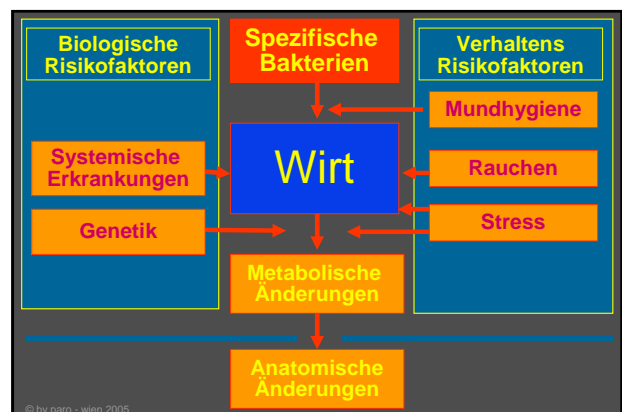 Biologische
Risikofaktoren
Spezifische
Bakterien
Verhaltens
Risikofaktoren
Mundhygiene
Systemische
Erkrankungen
Wirt
Rauchen
Genetik
Stress
Metabolische
Änderungen
Anatomische
Änderungen
© by paro - wien 2005